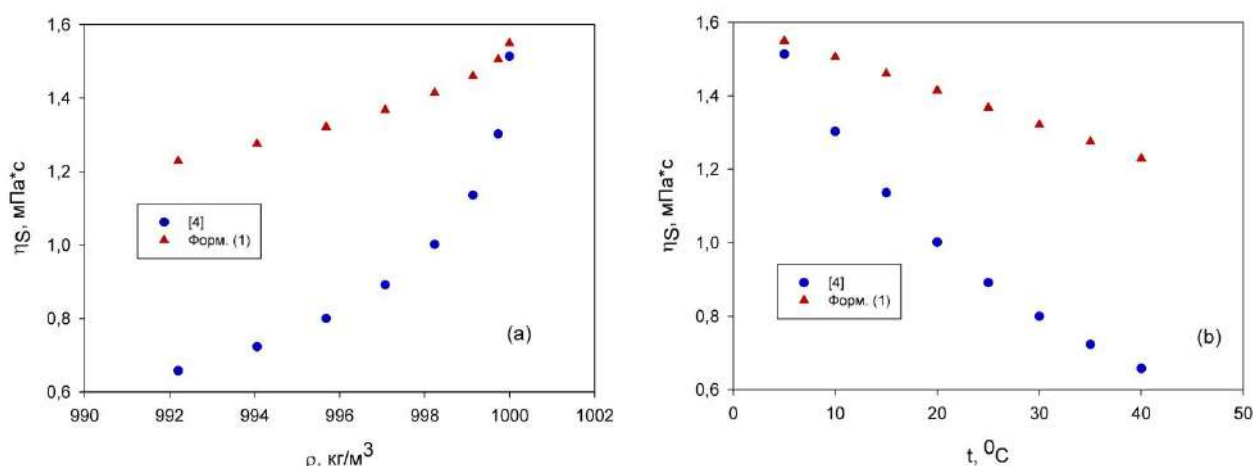 1,6
1,4
1,2
1,0
0,8
0,6
ηS, мПа*с
[4]
Форм. (1)
(a)
990 992 994 996 998 1000 1002
ρ, кг/м³
1,6
1,4
1,2
1,0
0,8
0,6
ηS, мПа*с
[4]
Форм. (1)
(b)
0 10 20 30 40 50
t, ⁰C